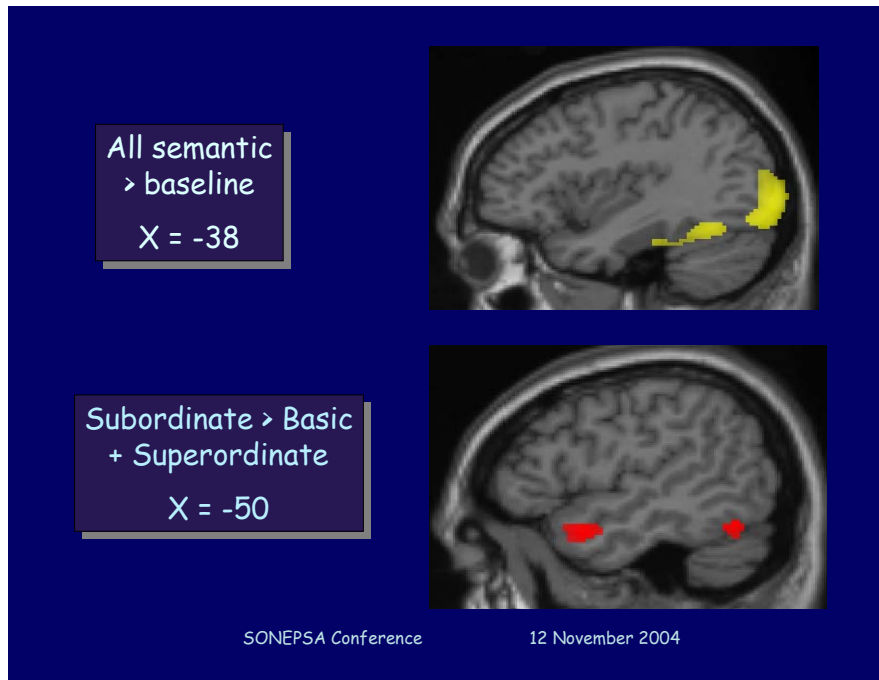 All semantic
> baseline
X = -38
Subordinate > Basic
+ Superordinate
X = -50
SONEPSA Conference 12 November 2004